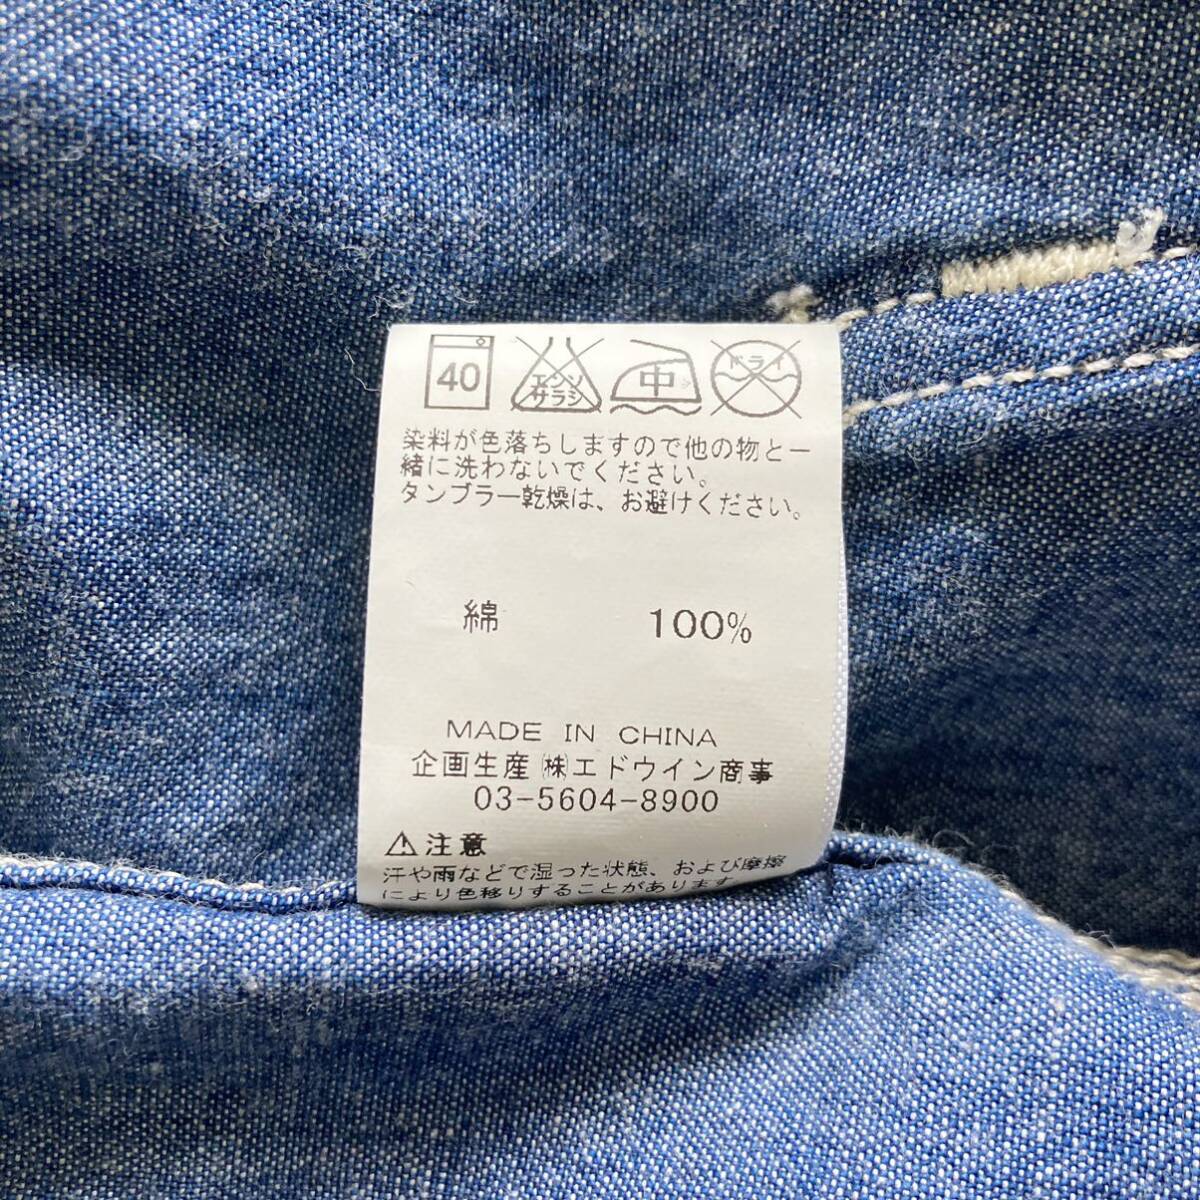 40 エンソ サラシ 中 ドライ
染料が色落ちしますので他の物と一
緒に洗わないでください。
タンブラー乾燥は、お避けください。
綿 100%
MADE IN CHINA
企画生産 ㈱エドウイン商事
03-5604-8900
⚠注意
汗や雨などで湿った状態、および摩擦
により色移りすることがあります